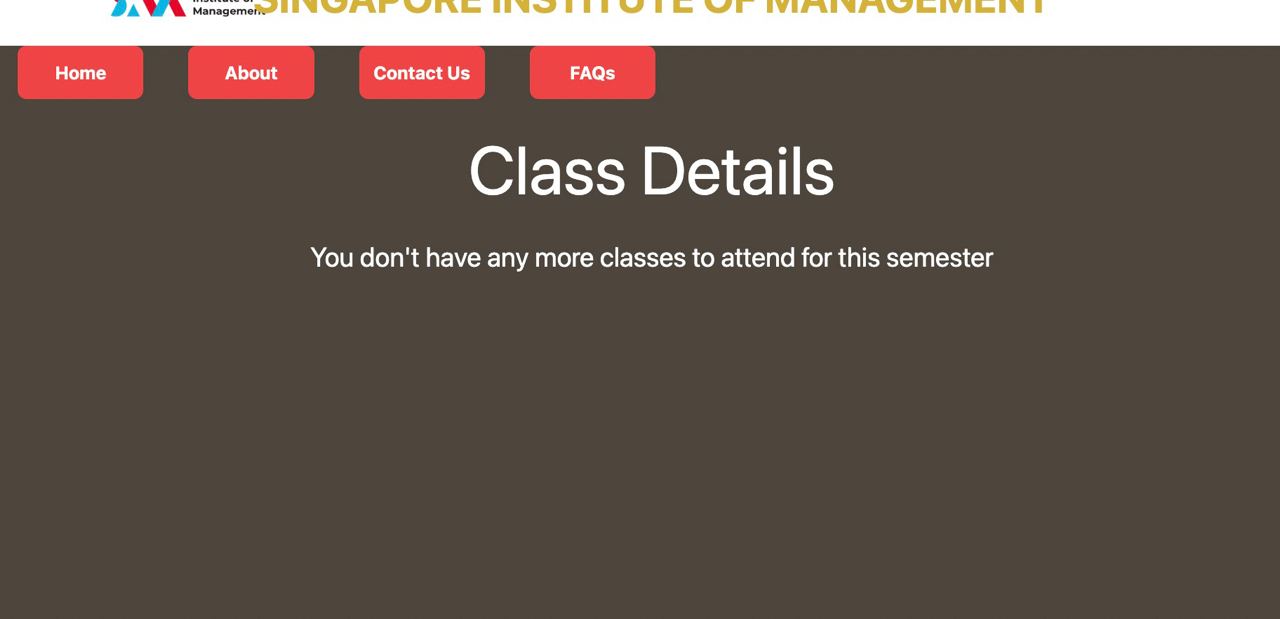 Institute of
Management
SINGAPORE INSTITUTE OF MANAGEMENT
Home
About
Contact Us
FAQs
Class Details
You don't have any more classes to attend for this semester